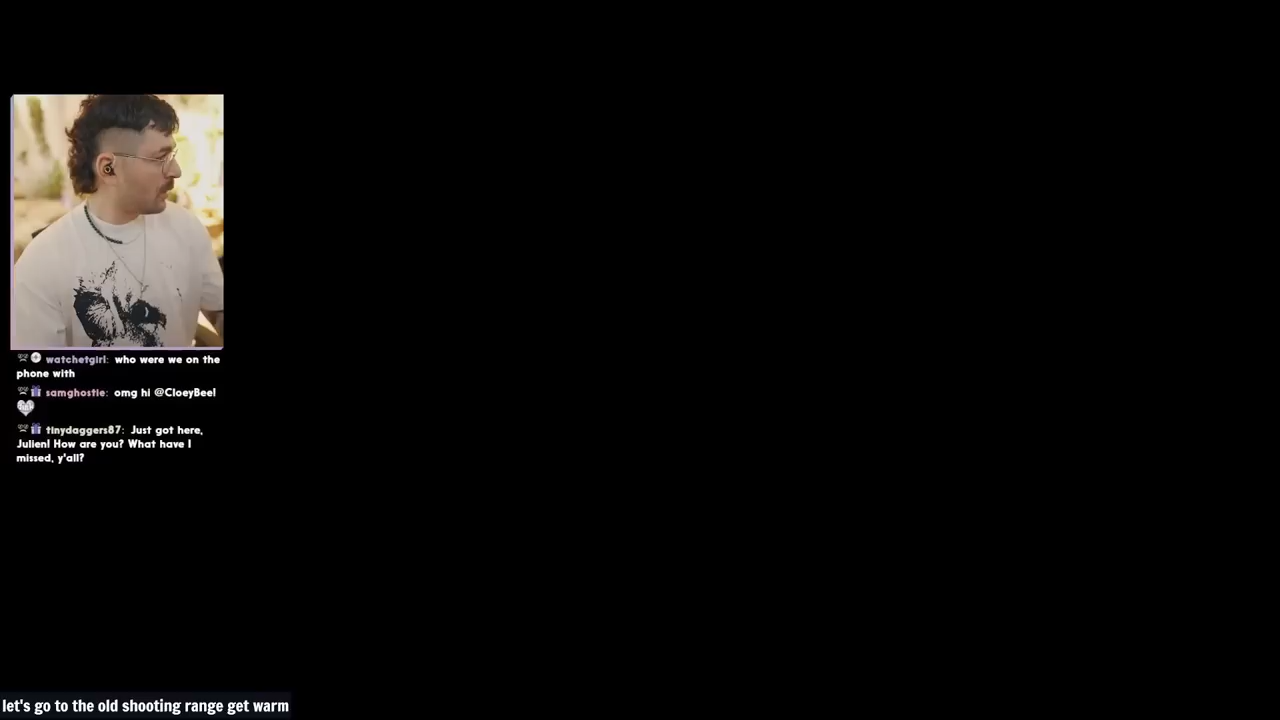 watchetgirl: who were we on the
phone with
samghostie: omg hi @CloeyBee!
tinydaggers87: Just got here,
Julien! How are you? What have I
missed, y'all?
let's go to the old shooting range get warm